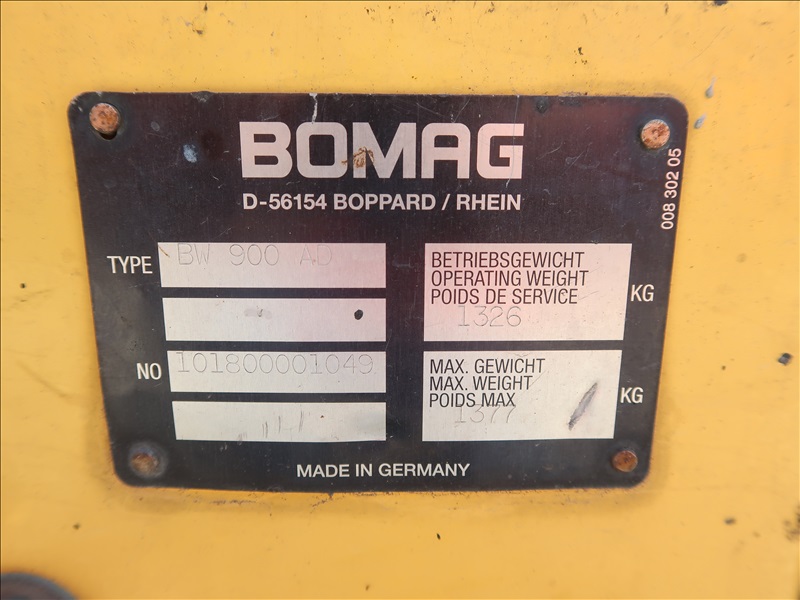 BOMAG
D-56154 BOPPARD / RHEIN
008 302 05
TYPE BW 900 AD
BETRIEBSGEWICHT
OPERATING WEIGHT
POIDS DE SERVICE
1326 KG
NO 101800001049
MAX. GEWICHT
MAX. WEIGHT
POIDS MAX
1377 KG
MADE IN GERMANY